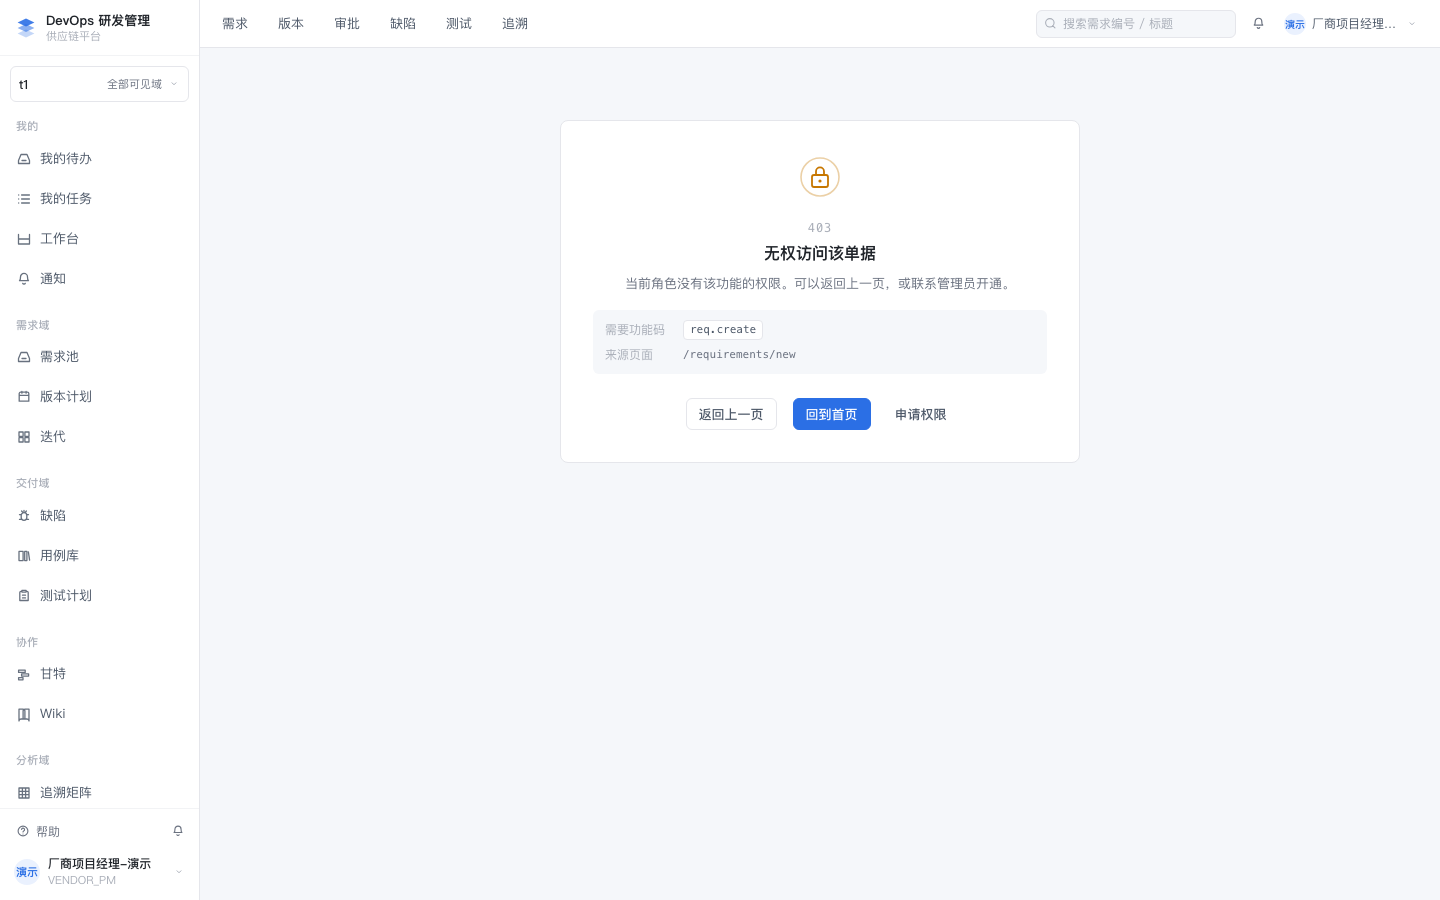 DevOps 研发管理
供应链平台
t1 全部可见域
我的
我的待办
我的任务
工作台
通知
需求域
需求池
版本计划
迭代
交付域
缺陷
用例库
测试计划
协作
甘特
Wiki
分析域
追溯矩阵
帮助
演示 厂商项目经理-演示
VENDOR_PM
需求 版本 审批 缺陷 测试 追溯
搜索需求编号 / 标题
演示 厂商项目经理...
403
无权访问该单据
当前角色没有该功能的权限。可以返回上一页，或联系管理员开通。
需要功能码 req.create
来源页面 /requirements/new
返回上一页 回到首页 申请权限